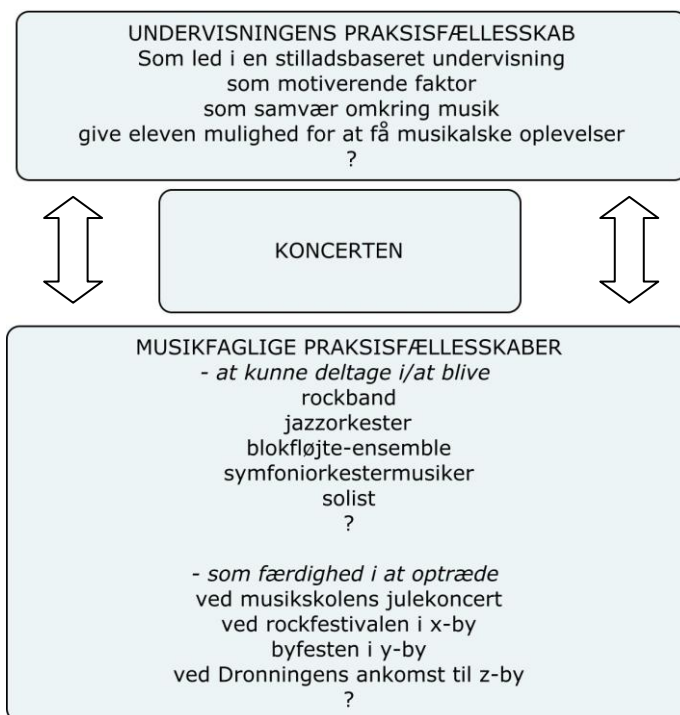 UNDERVISNINGENS PRAKSISFÆLLESSKAB
Som led i en stilladsbaseret undervisning
som motiverende faktor
som samvær omkring musik
give eleven mulighed for at få musikalske oplevelser
?
KONCERTEN
MUSIKFAGLIGE PRAKSISFÆLLESSKABER
- at kunne deltage i/at blive
rockband
jazzorkester
blokfløjte-ensemble
symfoniorkestermusiker
solist
?
- som færdighed i at optræde
ved musikskolens julekoncert
ved rockfestivalen i x-by
byfesten i y-by
ved Dronningens ankomst til z-by
?